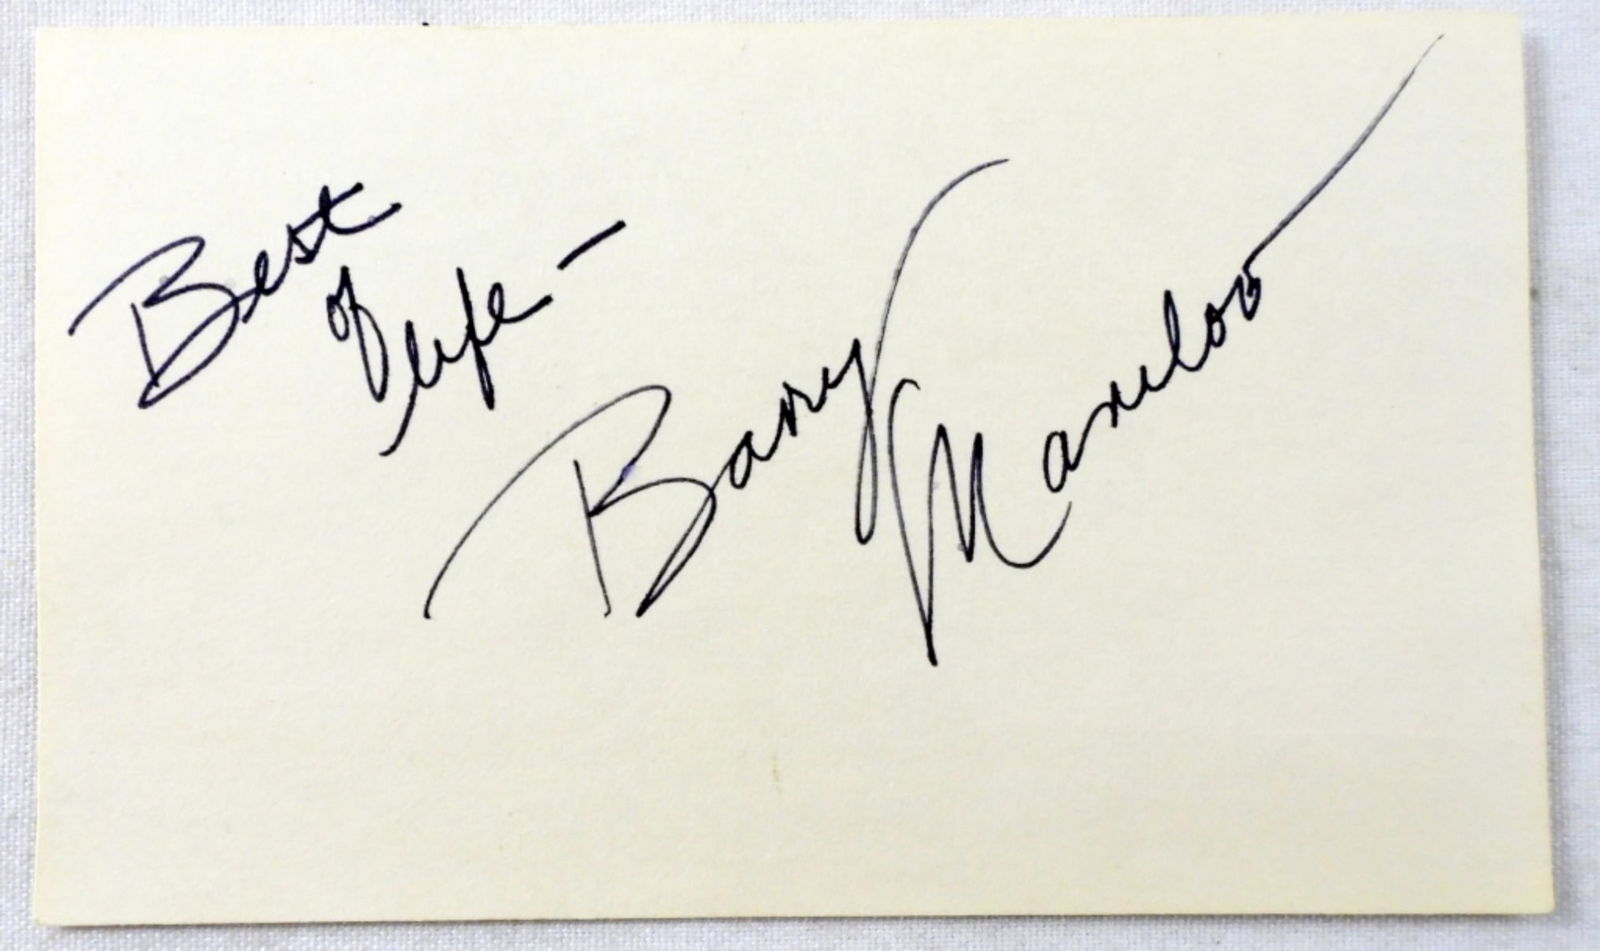 Best
of life –
Barry
Manilow